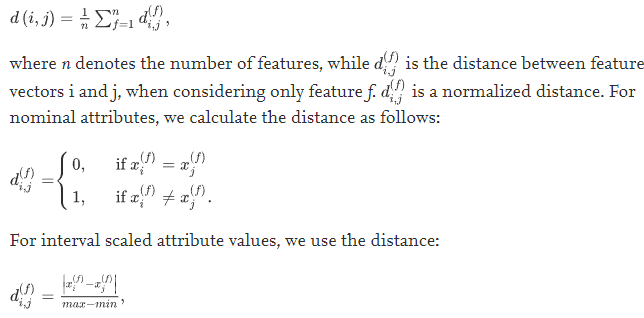 d (i, j) = \frac{1}{n} \sum_{f=1}^{n} d_{i,j}^{(f)},
where n denotes the number of features, while d_{i,j}^{(f)} is the distance between feature
vectors i and j, when considering only feature f. d_{i,j}^{(f)} is a normalized distance. For
nominal attributes, we calculate the distance as follows:
d_{i,j}^{(f)} = \begin{cases} 0, & \text{if } x_i^{(f)} = x_j^{(f)} \\ 1, & \text{if } x_i^{(f)} \neq x_j^{(f)}. \end{cases}
For interval scaled attribute values, we use the distance:
d_{i,j}^{(f)} = \frac{|x_i^{(f)} - x_j^{(f)}|}{max-min},